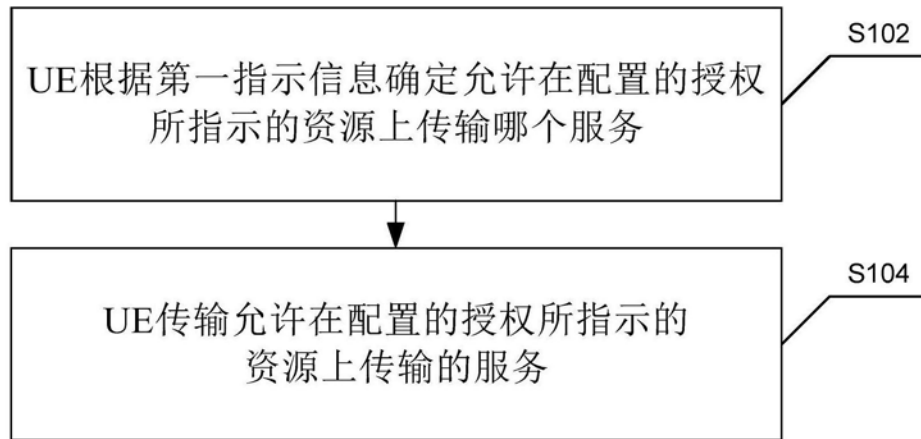 S102
UE根据第一指示信息确定允许在配置的授权
所指示的资源上传输哪个服务
S104
UE传输允许在配置的授权所指示的
资源上传输的服务